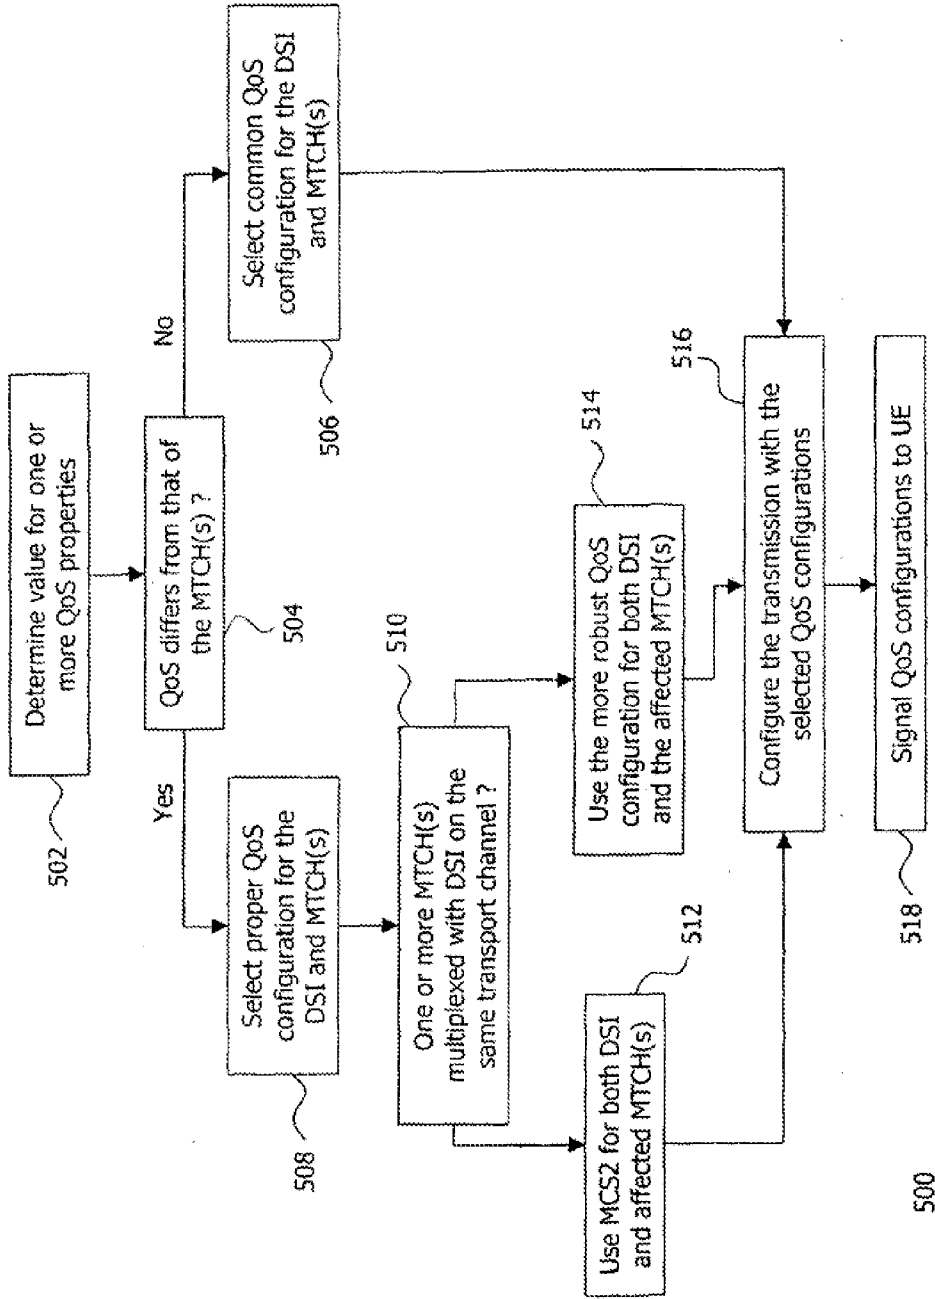 Determine value for one or
more QoS properties
502
QoS differs from that of
the MTCH(s) ?
504
Yes
No
Select proper QoS
configuration for the
DSI and MTCH(s)
508
Select common QoS
configuration for the DSI
and MTCH(s)
506
One or more MTCH(s)
multiplexed with DSI on the
same transport channel ?
510
Use MCS2 for both DSI
and affected MTCH(s)
512
Use the more robust QoS
configuration for both DSI
and the affected MTCH(s)
514
Configure the transmission with the
selected QoS configurations
516
Signal QoS configurations to UE
518
500